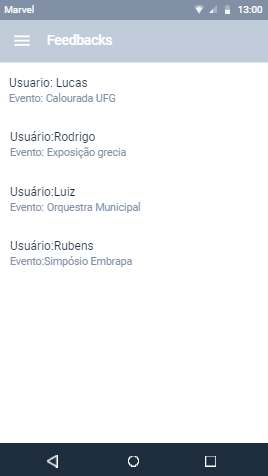 Marvel
13:00
Feedbacks
Usuario: Lucas
Evento: Calourada UFG
Usuário:Rodrigo
Evento: Exposição grecia
Usuário:Luiz
Evento: Orquestra Municipal
Usuário:Rubens
Evento:Simpósio Embrapa